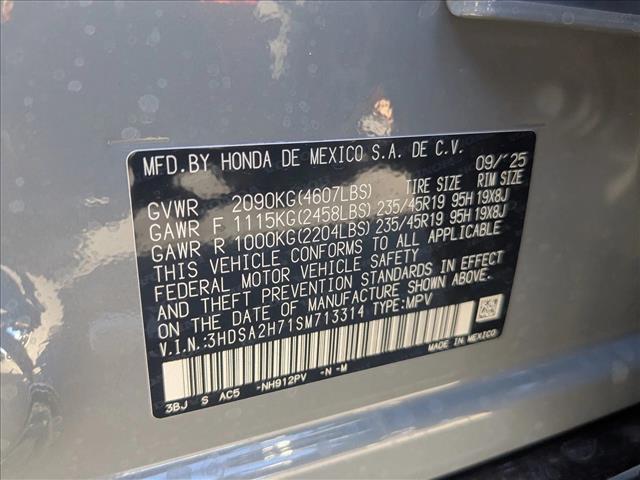 MFD.BY HONDA DE MEXICO S.A. DE C.V. 09/'25
GVWR 2090KG(4607LBS) TIRE SIZE RIM SIZE
GAWR F 1115KG(2458LBS) 235/45R19 95H 19X8J
GAWR R 1000KG(2204LBS) 235/45R19 95H 19X8J
THIS VEHICLE CONFORMS TO ALL APPLICABLE
FEDERAL MOTOR VEHICLE SAFETY, BUMPER, AND
THEFT PREVENTION STANDARDS IN EFFECT
ON THE DATE OF MANUFACTURE SHOWN ABOVE.
V.I.N.:3HDSA2H71SM713314 TYPE:MPV
MADE IN MEXICO
3BJ S AC5 -NH912PV -N -M